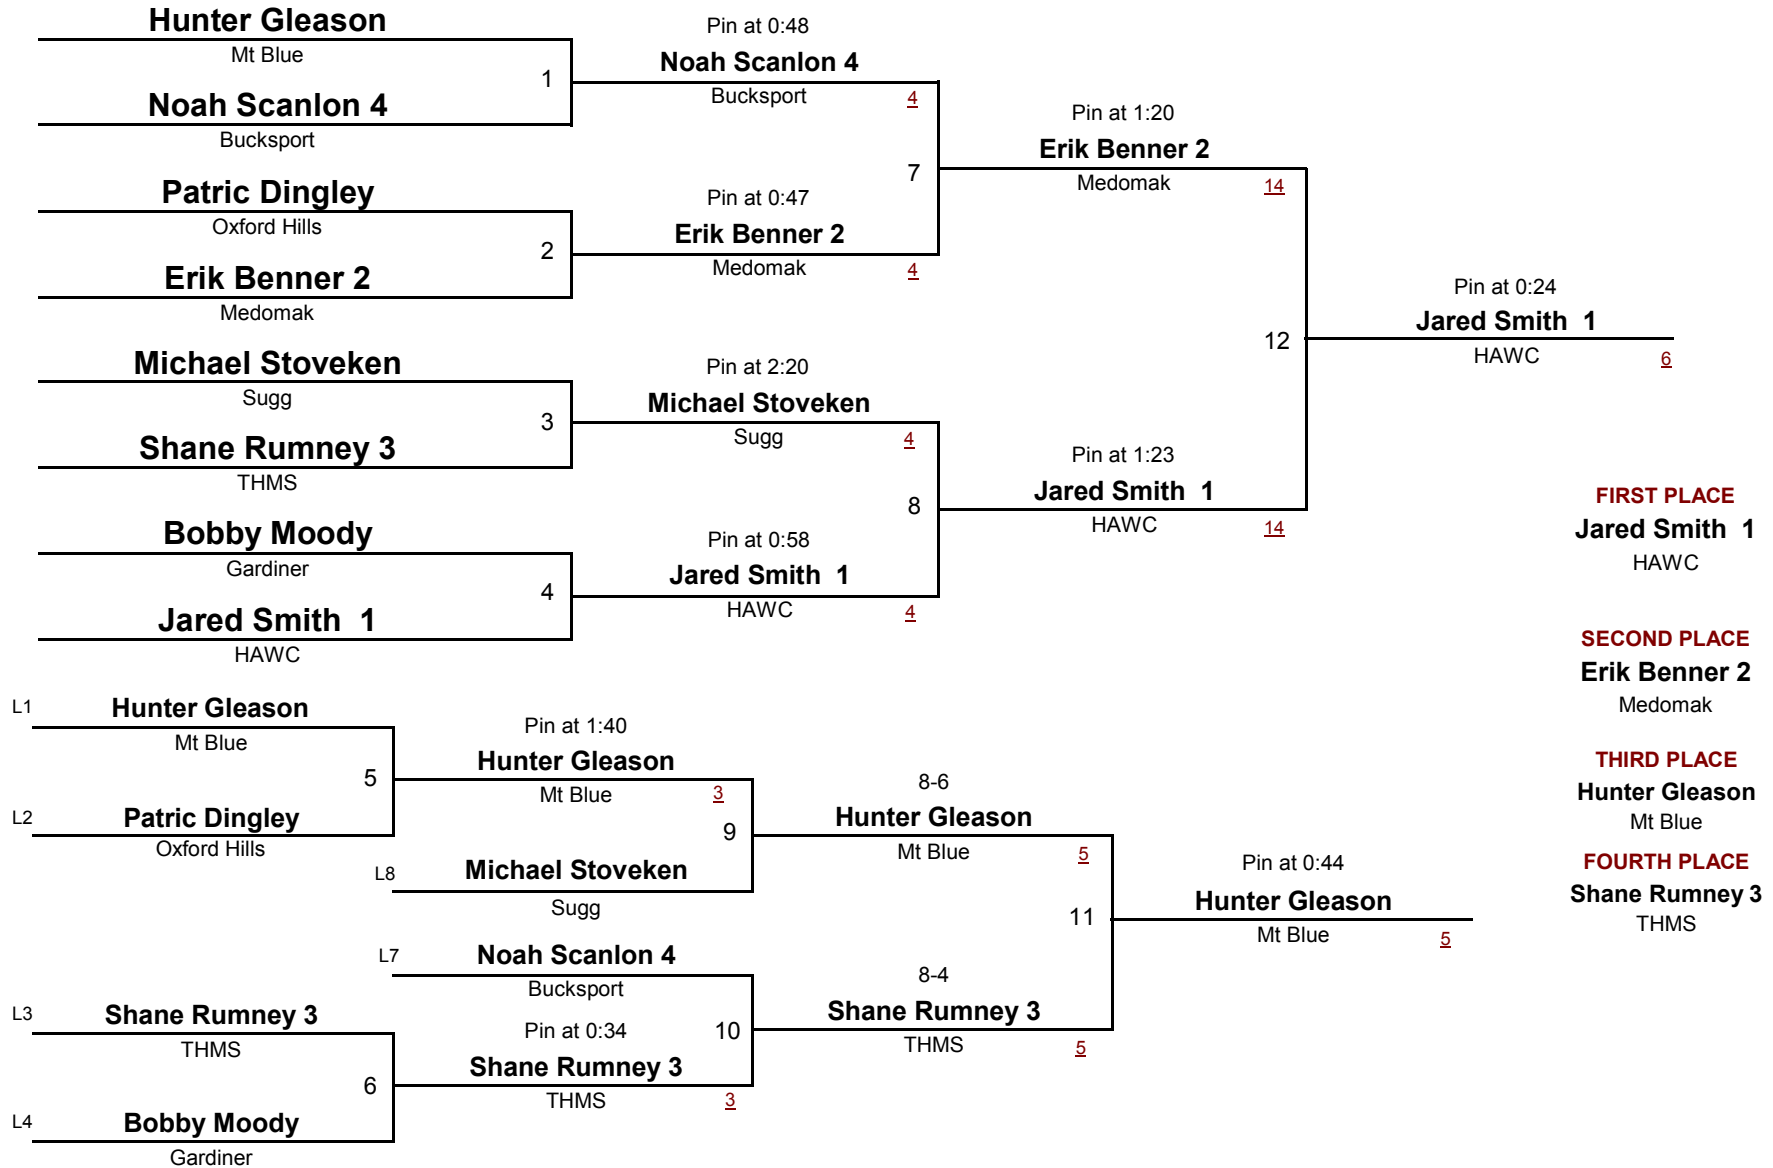 Hunter Gleason
Mt Blue
1
Noah Scanlon 4
Bucksport
Pin at 0:48
Noah Scanlon 4
Bucksport
4
Patric Dingley
Oxford Hills
2
Erik Benner 2
Medomak
Pin at 0:47
Erik Benner 2
Medomak
4
7
Pin at 1:20
Erik Benner 2
Medomak
14
Michael Stoveken
Sugg
3
Shane Rumney 3
THMS
Pin at 2:20
Michael Stoveken
Sugg
4
Bobby Moody
Gardiner
4
Jared Smith  1
HAWC
Pin at 0:58
Jared Smith  1
HAWC
4
8
Pin at 1:23
Jared Smith  1
HAWC
14
12
Pin at 0:24
Jared Smith  1
HAWC
6
FIRST PLACE
Jared Smith  1
HAWC
SECOND PLACE
Erik Benner 2
Medomak
THIRD PLACE
Hunter Gleason
Mt Blue
FOURTH PLACE
Shane Rumney 3
THMS
L1
Hunter Gleason
Mt Blue
5
L2
Patric Dingley
Oxford Hills
Pin at 1:40
Hunter Gleason
Mt Blue
3
9
L8
Michael Stoveken
Sugg
8-6
Hunter Gleason
Mt Blue
5
L7
Noah Scanlon 4
Bucksport
L3
Shane Rumney 3
THMS
6
L4
Bobby Moody
Gardiner
Pin at 0:34
Shane Rumney 3
THMS
3
10
8-4
Shane Rumney 3
THMS
5
11
Pin at 0:44
Hunter Gleason
Mt Blue
5